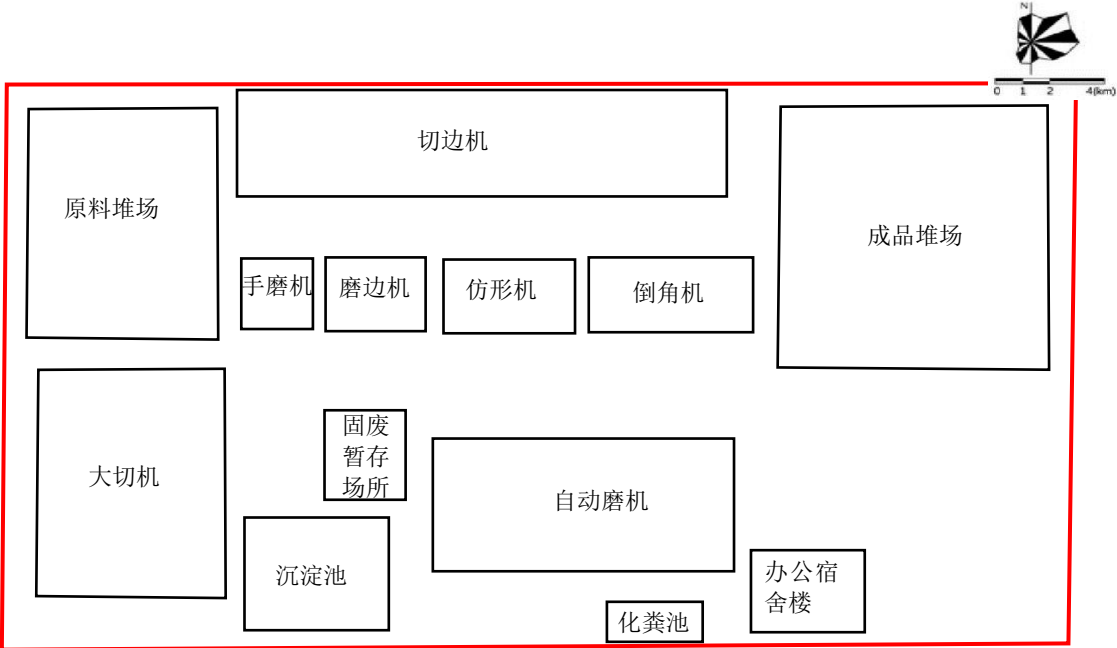 N
0 1 2 4(km)
切边机
原料堆场
成品堆场
手磨机
磨边机
仿形机
倒角机
固废
暂存
场所
大切机
自动磨机
沉淀池
办公宿
舍楼
化粪池